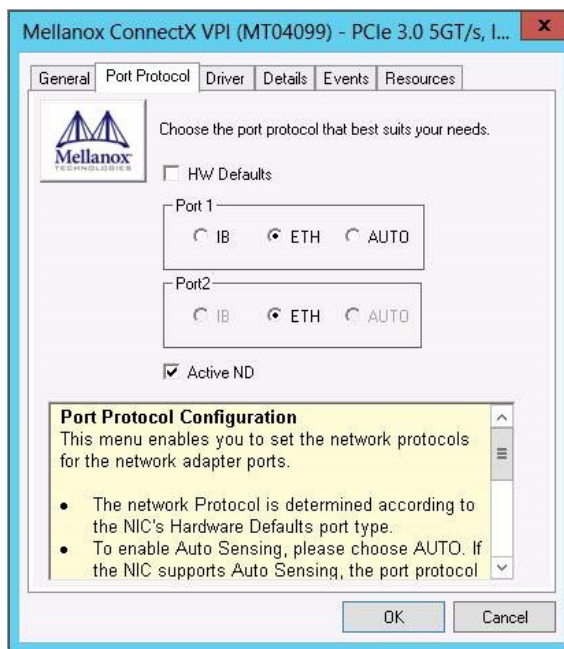 Mellanox ConnectX VPI (MT04099) - PCIe 3.0 5GT/s, I...
x
General Port Protocol Driver Details Events Resources
Mellanox
TECHNOLOGIES
Choose the port protocol that best suits your needs.
HW Defaults
Port 1
IB ETH AUTO
Port2
IB ETH AUTO
Active ND
Port Protocol Configuration
This menu enables you to set the network protocols
for the network adapter ports.
• The network Protocol is determined according to
the NIC's Hardware Defaults port type.
• To enable Auto Sensing, please choose AUTO. If
the NIC supports Auto Sensing, the port protocol
OK Cancel